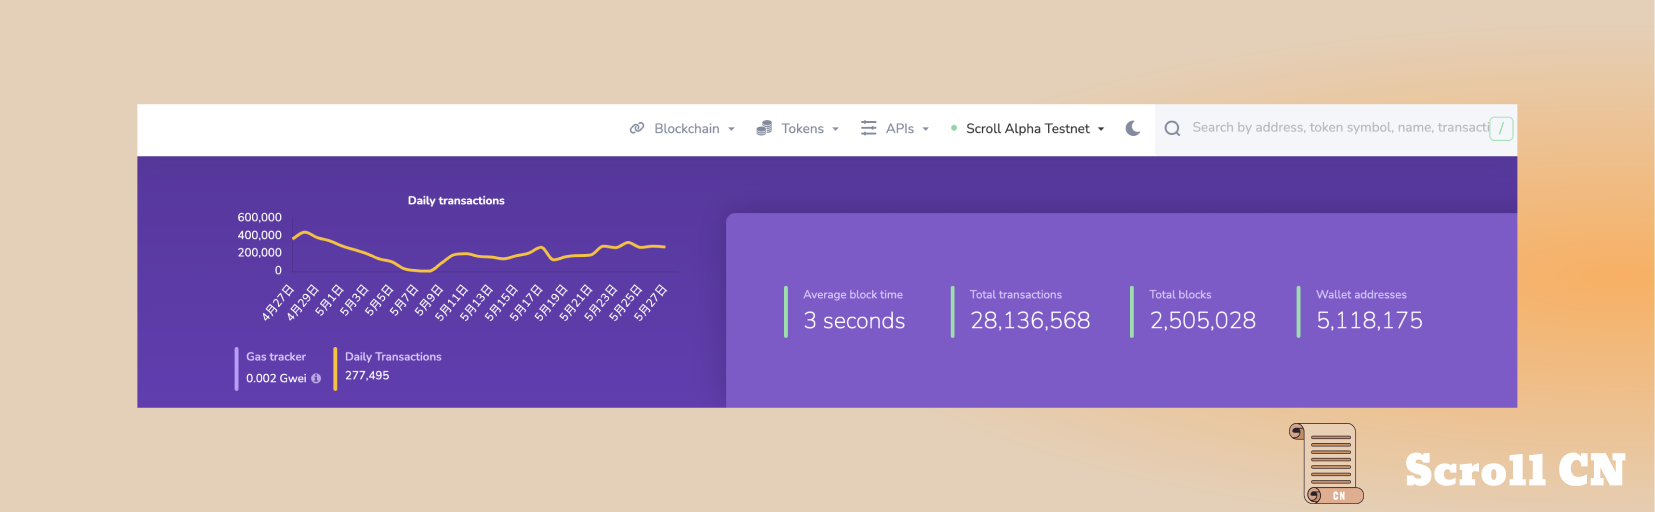 Blockchain
Tokens
APIs
Scroll Alpha Testnet
Search by address, token symbol, name, transacti
/
Daily transactions
600,000
400,000
200,000
0
4月27日
4月29日
5月1日
5月3日
5月5日
5月7日
5月9日
5月11日
5月13日
5月15日
5月17日
5月19日
5月21日
5月23日
5月25日
5月27日
Gas tracker
0.002 Gwei
Daily Transactions
277,495
Average block time
3 seconds
Total transactions
28,136,568
Total blocks
2,505,028
Wallet addresses
5,118,175
CN
Scroll CN